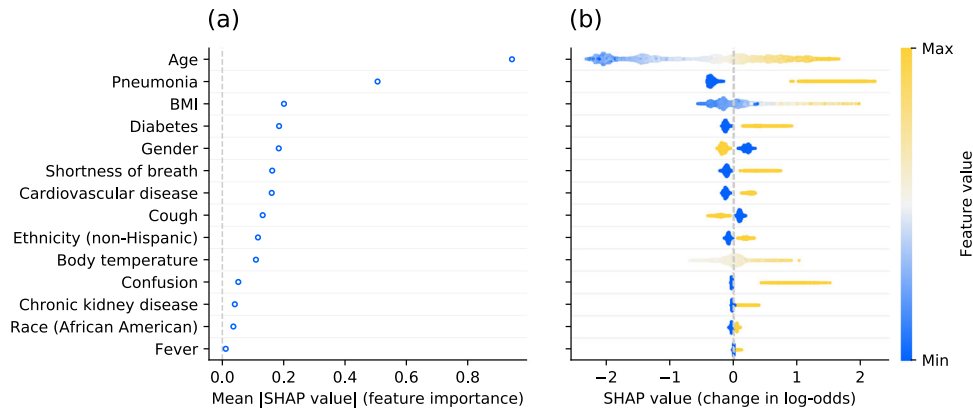 (a)
(b)
Age
Pneumonia
BMI
Diabetes
Gender
Shortness of breath
Cardiovascular disease
Cough
Ethnicity (non-Hispanic)
Body temperature
Confusion
Chronic kidney disease
Race (African American)
Fever
0.0 0.2 0.4 0.6 0.8
Mean |SHAP value| (feature importance)
−2 −1 0 1 2
SHAP value (change in log-odds)
Max
Feature value
Min